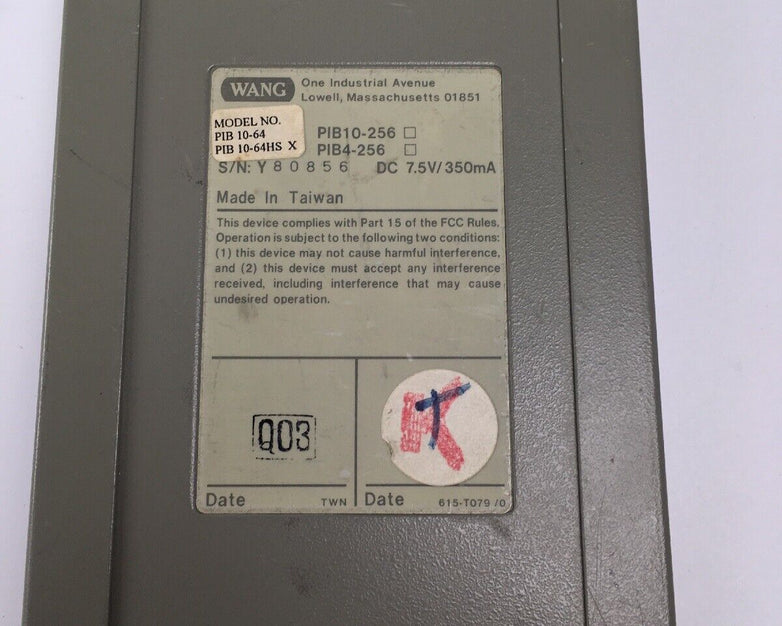 WANG
One Industrial Avenue
Lowell, Massachusetts 01851
MODEL NO.
PIB 10-64
PIB 10-64HS X
PIB10-256 □
PIB4-256 □
S/N: Y 80856 DC 7.5V/350mA
Made In Taiwan
This device complies with Part 15 of the FCC Rules.
Operation is subject to the following two conditions:
(1) this device may not cause harmful interference,
and (2) this device must accept any interference
received, including interference that may cause
undesired operation.
Q03
K
T
Date TWN
Date 615-T079 /0